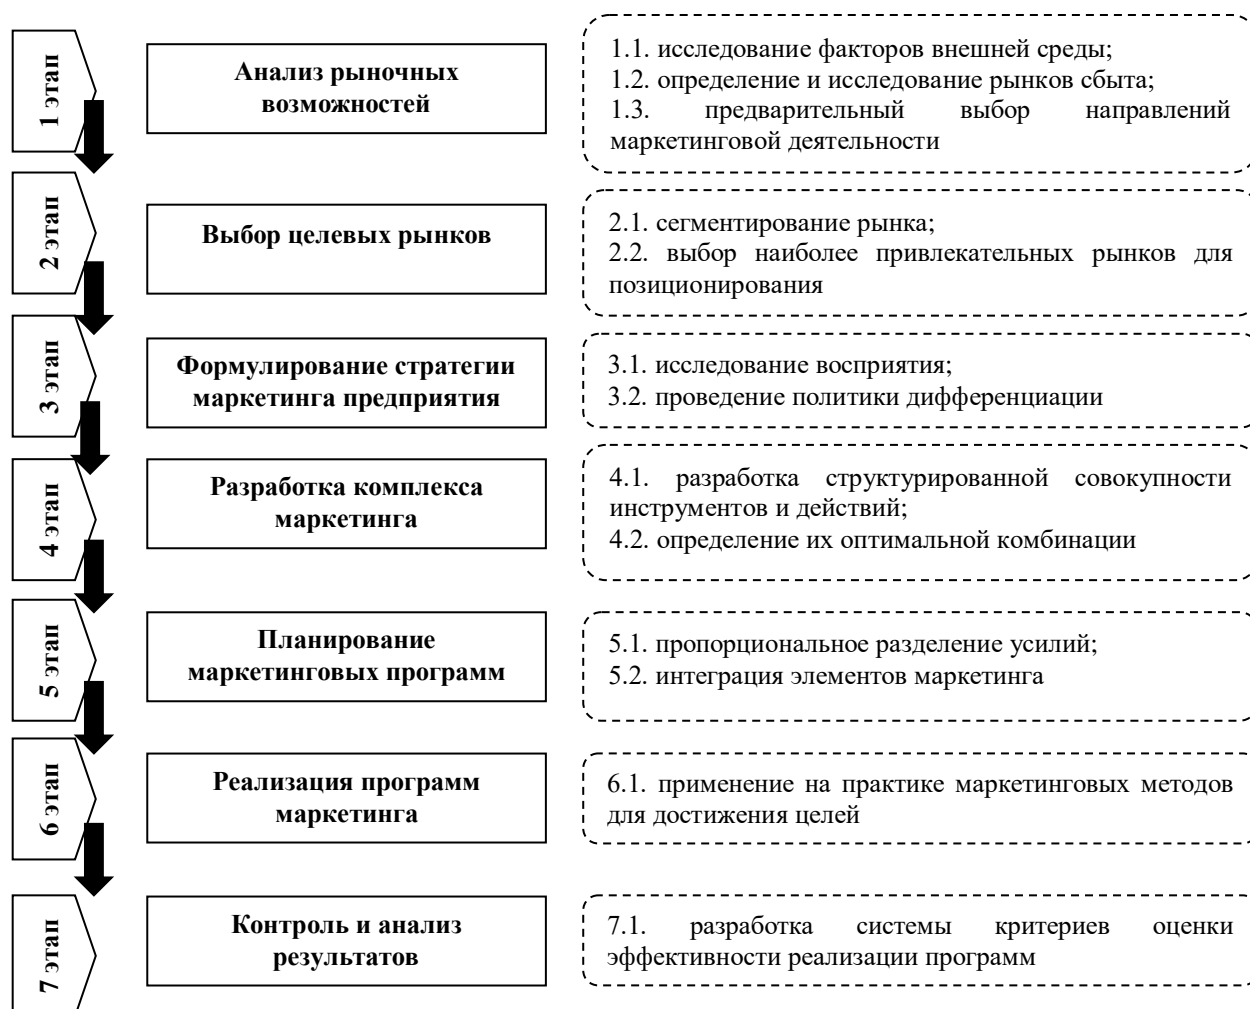 1 этап
Анализ рыночных
возможностей
1.1. исследование факторов внешней среды;
1.2. определение и исследование рынков сбыта;
1.3. предварительный выбор направлений
маркетинговой деятельности
2 этап
Выбор целевых рынков
2.1. сегментирование рынка;
2.2. выбор наиболее привлекательных рынков для
позиционирования
3 этап
Формулирование стратегии
маркетинга предприятия
3.1. исследование восприятия;
3.2. проведение политики дифференциации
4 этап
Разработка комплекса
маркетинга
4.1. разработка структурированной совокупности
инструментов и действий;
4.2. определение их оптимальной комбинации
5 этап
Планирование
маркетинговых программ
5.1. пропорциональное разделение усилий;
5.2. интеграция элементов маркетинга
6 этап
Реализация программ
маркетинга
6.1. применение на практике маркетинговых методов
для достижения целей
7 этап
Контроль и анализ
результатов
7.1. разработка системы критериев оценки
эффективности реализации программ